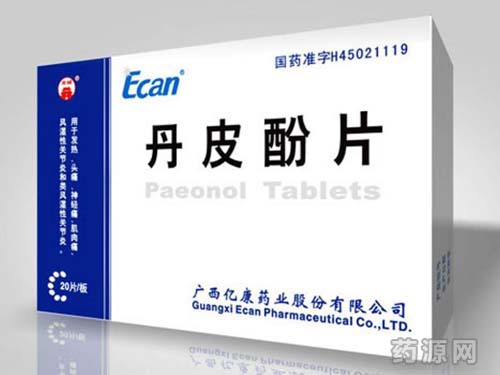 国药准字H45021119
Ecan®
丹皮酚片
Paeonol Tablets
用于发热、头痛、神经痛、肌肉痛、
风湿性关节炎和类风湿性关节炎。
20片/板
广西亿康药业股份有限公司
Guangxi Ecan Pharmaceutical Co.,LTD.
药源网